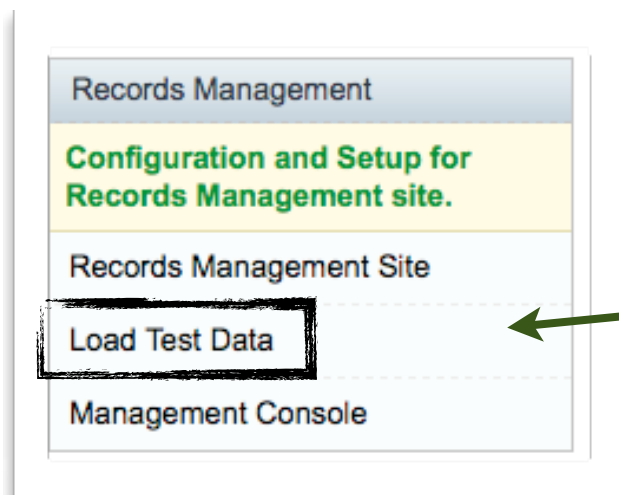 Records Management
Configuration and Setup for
Records Management site.
Records Management Site
Load Test Data
Management Console